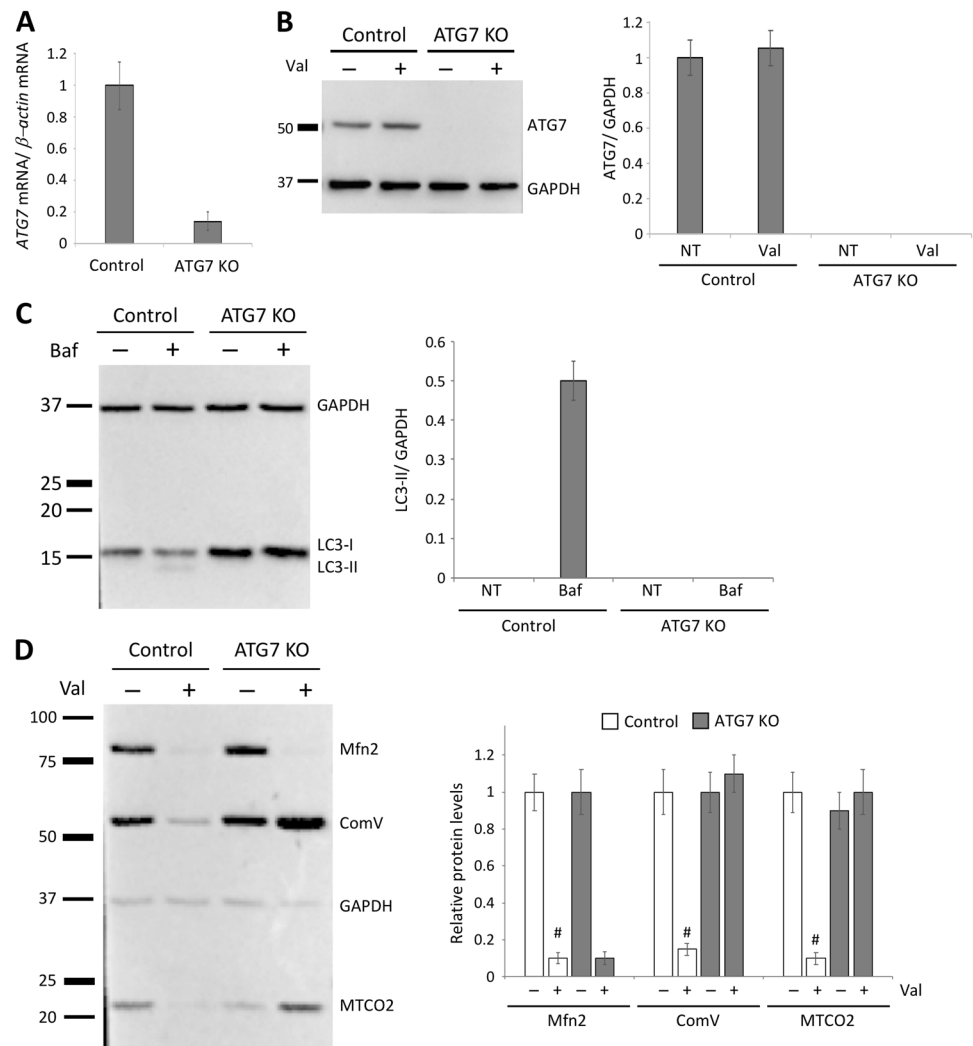 A
ATG7 mRNA/ β–actin mRNA
1.2
1
0.8
0.6
0.4
0.2
0
Control
ATG7 KO
B
Control
ATG7 KO
Val
– + – +
50
37
ATG7
GAPDH
ATG7/ GAPDH
1.2
1
0.8
0.6
0.4
0.2
0
NT Val NT Val
Control
ATG7 KO
C
Control
ATG7 KO
Baf
– + – +
37
25
20
15
GAPDH
LC3-I
LC3-II
LC3-II/ GAPDH
0.6
0.5
0.4
0.3
0.2
0.1
0
NT Baf NT Baf
Control
ATG7 KO
D
Control
ATG7 KO
Val
– + – +
100
75
50
37
25
20
Mfn2
ComV
GAPDH
MTCO2
Control ATG7 KO
Relative protein levels
1.2
1
0.8
0.6
0.4
0.2
0
# # #
– + – + – + – + – + – + Val
Mfn2 ComV MTCO2